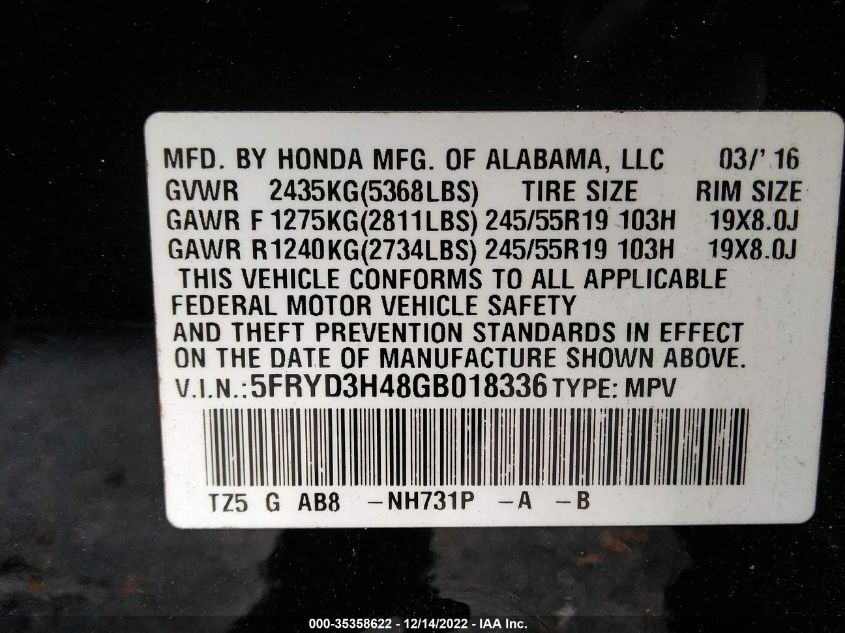 MFD. BY HONDA MFG. OF ALABAMA, LLC 03/' 16
GVWR 2435KG(5368LBS) TIRE SIZE RIM SIZE
GAWR F 1275KG(2811LBS) 245/55R19 103H 19X8.0J
GAWR R1240KG(2734LBS) 245/55R19 103H 19X8.0J
THIS VEHICLE CONFORMS TO ALL APPLICABLE
FEDERAL MOTOR VEHICLE SAFETY
AND THEFT PREVENTION STANDARDS IN EFFECT
ON THE DATE OF MANUFACTURE SHOWN ABOVE.
V.I.N.:5FRYD3H48GB018336 TYPE: MPV
TZ5 G AB8 -NH731P -A -B
000-35358622 - 12/14/2022 - IAA Inc.